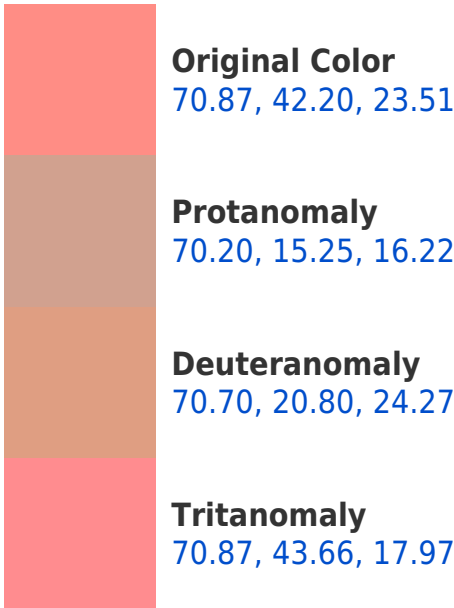 Original Color
70.87, 42.20, 23.51
Protanomaly
70.20, 15.25, 16.22
Deuteranomaly
70.70, 20.80, 24.27
Tritanomaly
70.87, 43.66, 17.97